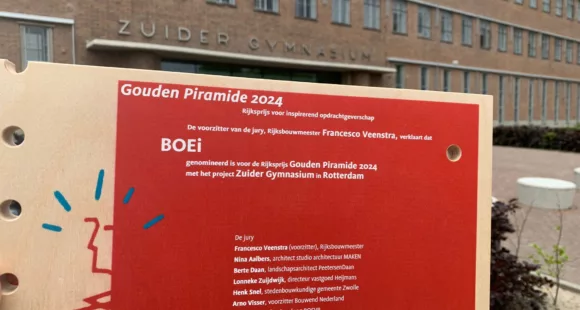 ZUIDER GYMNASIUM
Gouden Piramide 2024
Rijksprijs voor inspirerend opdrachtgeverschap
De voorzitter van de jury, Rijksbouwmeester Francesco Veenstra, verklaart dat
BOEi
genomineerd is voor de Rijksprijs Gouden Piramide 2024
met het project Zuider Gymnasium in Rotterdam
De jury
Francesco Veenstra (voorzitter), Rijksbouwmeester
Nina Aalbers, architect studio architectuur MAKEN
Berte Daan, landschapsarchitect PeetersenDaan
Lonneke Zuijdwijk, directeur vastgoed Heijmans
Henk Snel, stedenbouwkundige gemeente Zwolle
Arno Visser, voorzitter Bouwend Nederland